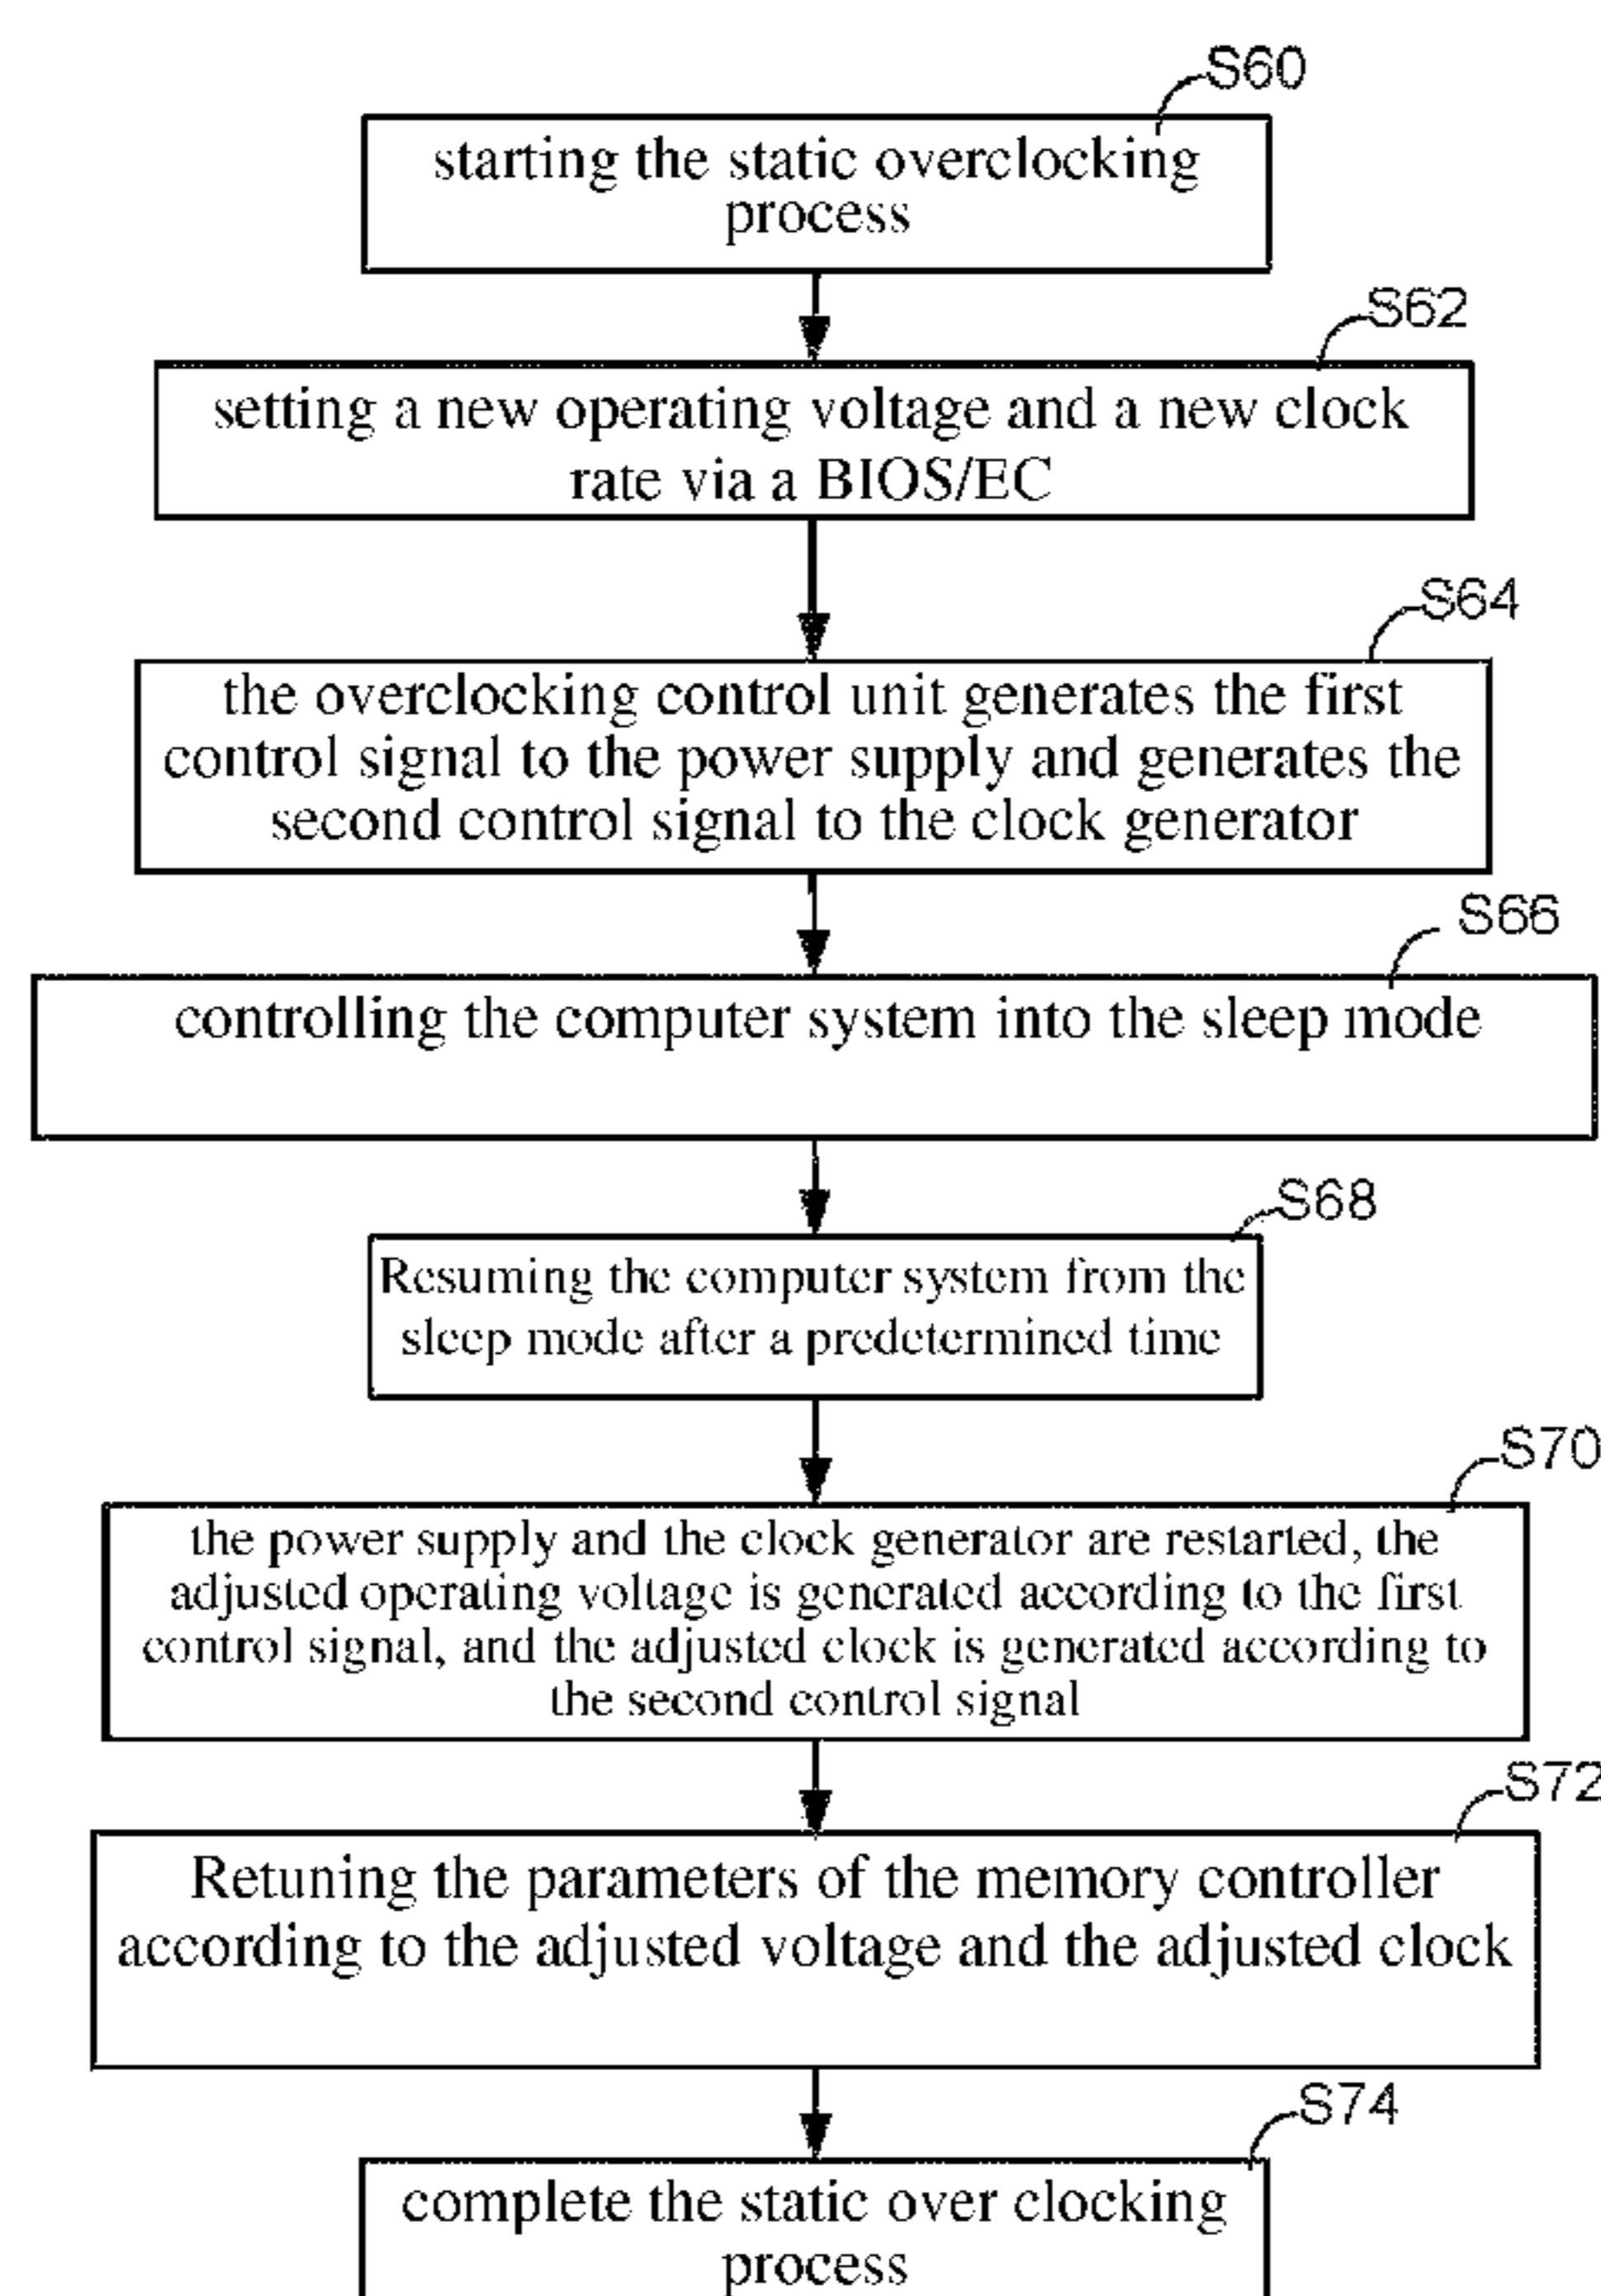 S60
starting the static overclocking
process
S62
setting a new operating voltage and a new clock
rate via a BIOS/EC
S64
the overclocking control unit generates the first
control signal to the power supply and generates the
second control signal to the clock generator
S66
controlling the computer system into the sleep mode
S68
Resuming the computer system from the
sleep mode after a predetermined time
S70
the power supply and the clock generator are restarted, the
adjusted operating voltage is generated according to the first
control signal, and the adjusted clock is generated according to
the second control signal
S72
Retuning the parameters of the memory controller
according to the adjusted voltage and the adjusted clock
S74
complete the static over clocking
process